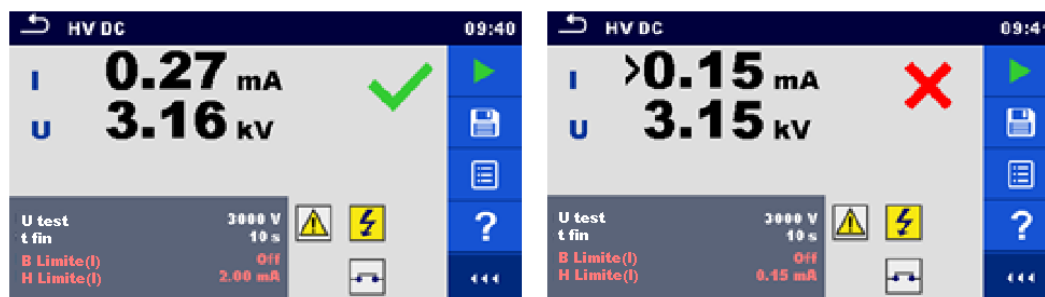 HV DC 09:40
I 0.27 mA
U 3.16 kV
U test 3000 V
t fin 10 s
B Limite(I) Off
H Limite(I) 2.00 mA
?
HV DC 09:41
I >0.15 mA
U 3.15 kV
U test 3000 V
t fin 10 s
B Limite(I) Off
H Limite(I) 0.15 mA
?